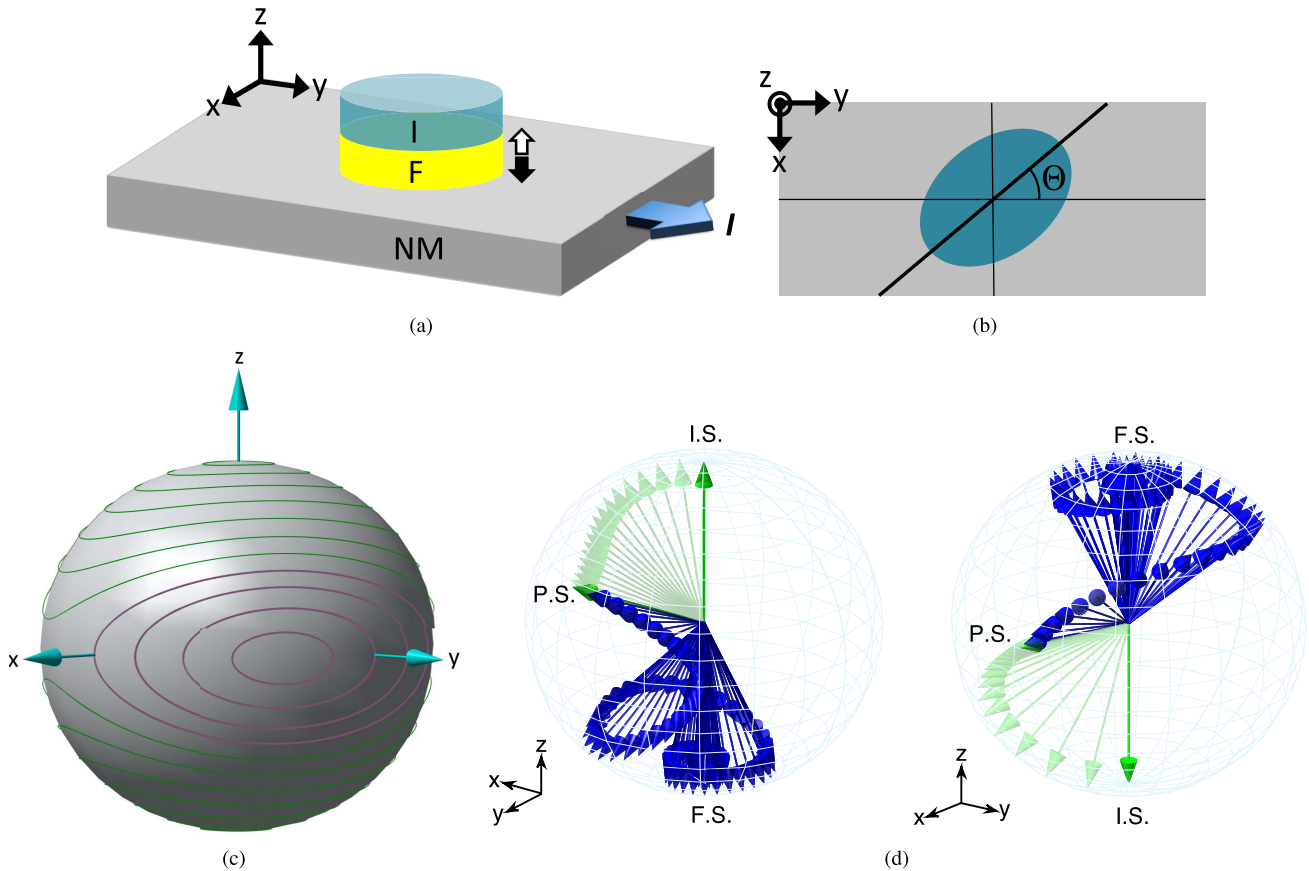 z
y
x
I
F
NM
I
(a)
z
y
x
Θ
(b)
z
x
y
(c)
I.S.
P.S.
F.S.
z
x
y
F.S.
P.S.
I.S.
z
x
y
(d)